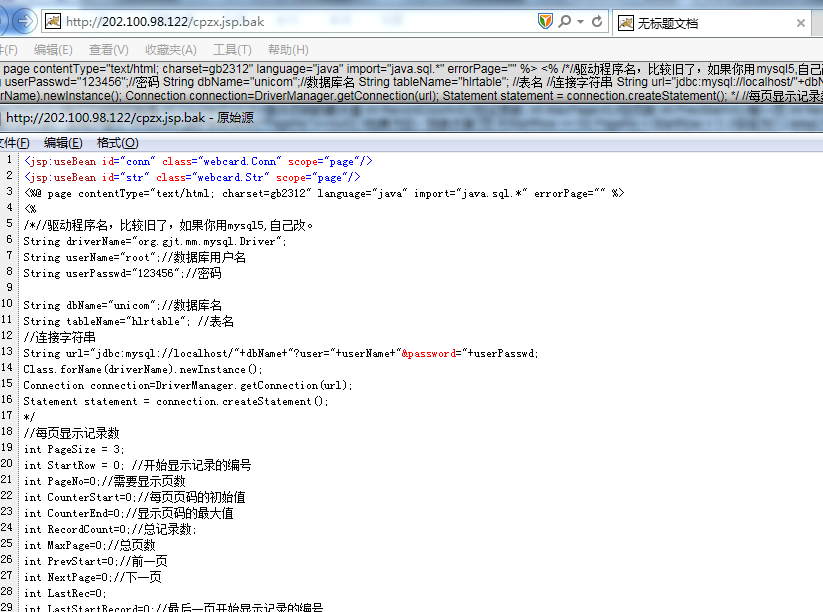 http://202.100.98.122/cpzx.jsp.bak
无标题文档
件(F) 编辑(E) 查看(V) 收藏夹(A) 工具(T) 帮助(H)
page contentType="text/html; charset=gb2312" language="java" import="java.sql.*" errorPage="" %> <% /*//驱动程序名，比较旧了，如果你用mysql5,自己
userPasswd="123456";//密码 String dbName="unicom";//数据库名 String tableName="hlrtable"; //表名 //连接字符串 String url="jdbc:mysql://localhost/"+dbN
rName).newInstance(); Connection connection=DriverManager.getConnection(url); Statement statement = connection.createStatement(); */ //每页显示记录
http://202.100.98.122/cpzx.jsp.bak - 原始源
文件(F) 编辑(E) 格式(O)
1 <jsp:useBean id="conn" class="webcard.Conn" scope="page"/>
2 <jsp:useBean id="str" class="webcard.Str" scope="page"/>
3 <%@ page contentType="text/html; charset=gb2312" language="java" import="java.sql.*" errorPage="" %>
4 <%
5 /*//驱动程序名，比较旧了，如果你用mysql5,自己改。
6 String driverName="org.gjt.mm.mysql.Driver";
7 String userName="root";//数据库用户名
8 String userPasswd="123456";//密码
9
10 String dbName="unicom";//数据库名
11 String tableName="hlrtable"; //表名
12 //连接字符串
13 String url="jdbc:mysql://localhost/"+dbName+"?user="+userName+"&password="+userPasswd;
14 Class.forName(driverName).newInstance();
15 Connection connection=DriverManager.getConnection(url);
16 Statement statement = connection.createStatement();
17 */
18 //每页显示记录数
19 int PageSize = 3;
20 int StartRow = 0; //开始显示记录的编号
21 int PageNo=0;//需要显示页数
22 int CounterStart=0;//每页页码的初始值
23 int CounterEnd=0;//显示页码的最大值
24 int RecordCount=0;//总记录数;
25 int MaxPage=0;//总页数
26 int PrevStart=0;//前一页
27 int NextPage=0;//下一页
28 int LastRec=0;
29 int LastStartRecord=0;//最后一页开始显示记录的编号